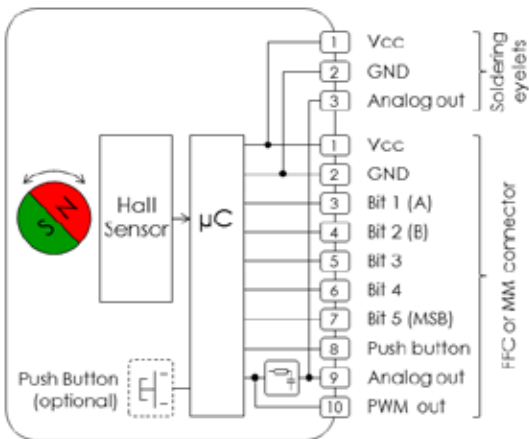 1 Vcc
2 GND
3 Analog out
Soldering
eyelets
1 Vcc
2 GND
3 Bit 1 (A)
4 Bit 2 (B)
5 Bit 3
6 Bit 4
7 Bit 5 (MSB)
8 Push button
9 Analog out
10 PWM out
FFC or MM connector
S N
Hall
Sensor
µC
Push Button
(optional)